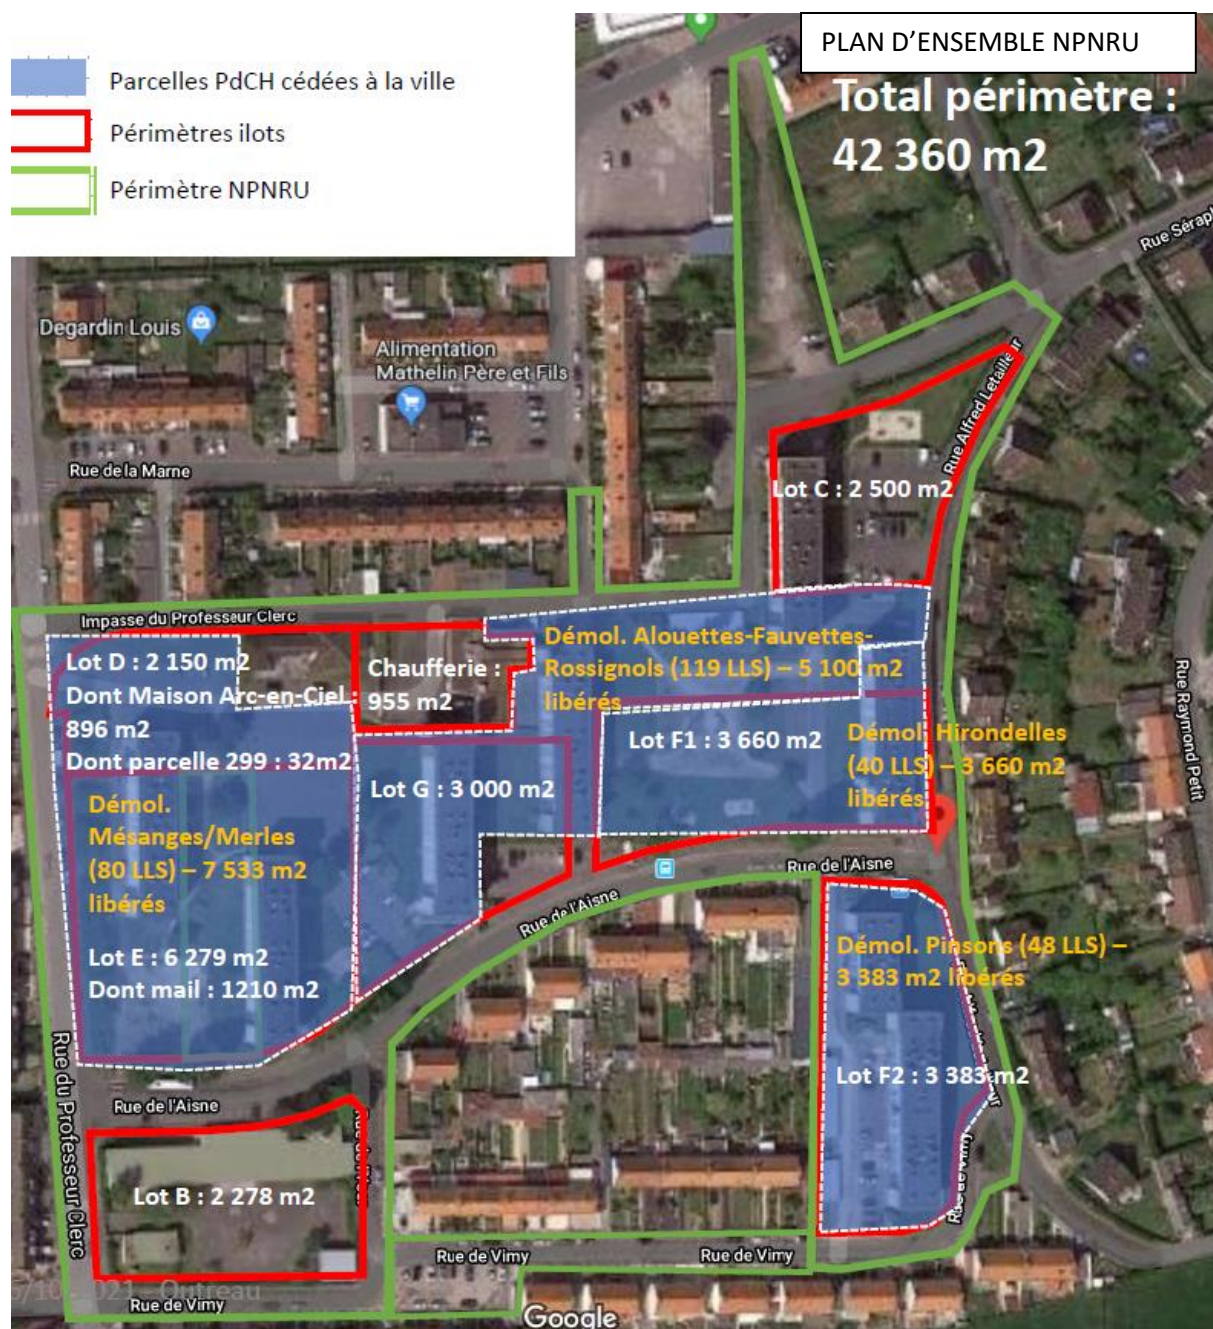 PLAN D’ENSEMBLE NPNRU
Total périmètre :
42 360 m2
Parcelles PdCH cédées à la ville
Périmètres ilots
Périmètre NPNRU
Rue Séraph
Degardin Louis
Alimentation
Mathelin Père et Fils
Rue Alfred Letailleur
Rue de la Marne
Lot C : 2 500 m2
Impasse du Professeur Clerc
Lot D : 2 150 m2
Dont Maison Arc-en-Ciel :
896 m2
Dont parcelle 299 : 32m2
Chaufferie :
955 m2
Démol. Alouettes-Fauvettes-
Rossignols (119 LLS) – 5 100 m2
libérés
Rue Raymond Petit
Lot F1 : 3 660 m2
Démol. Hirondelles
(40 LLS) – 3 660 m2
libérés
Lot G : 3 000 m2
Démol.
Mésanges/Merles
(80 LLS) – 7 533 m2
libérés
Rue de l'Aisne
Rue de l'Aisne
Démol. Pinsons (48 LLS) –
3 383 m2 libérés
Lot E : 6 279 m2
Dont mail : 1210 m2
Rue du Professeur Clerc
Lot F2 : 3 383 m2
Rue de l'Aisne
Rue de Vimy
Lot B : 2 278 m2
Rue de Vimy
Rue de Vimy
2021 Outreau
Rue de Vimy
Google